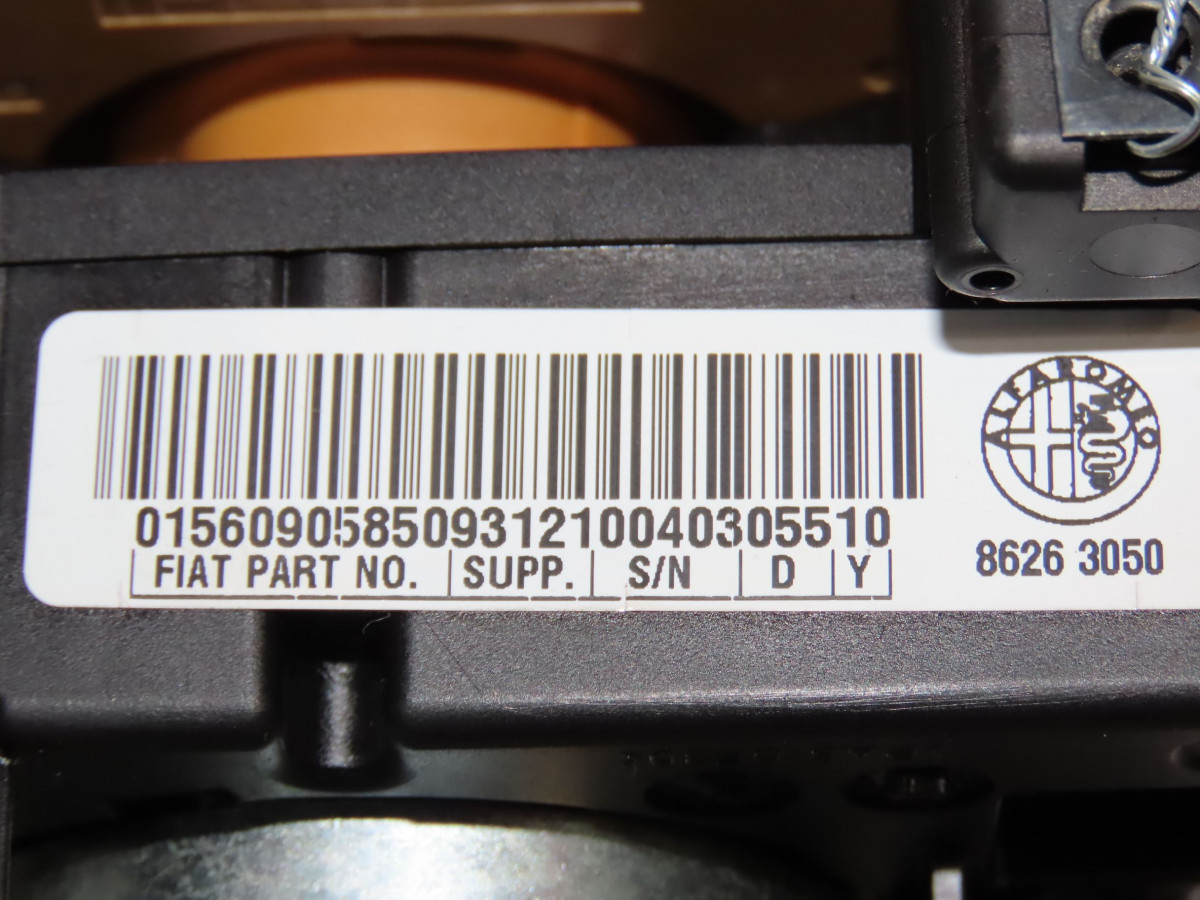 01560905850931210040305510
FIAT PART NO. SUPP. S/N D Y
ALFA ROMEO
8626 3050